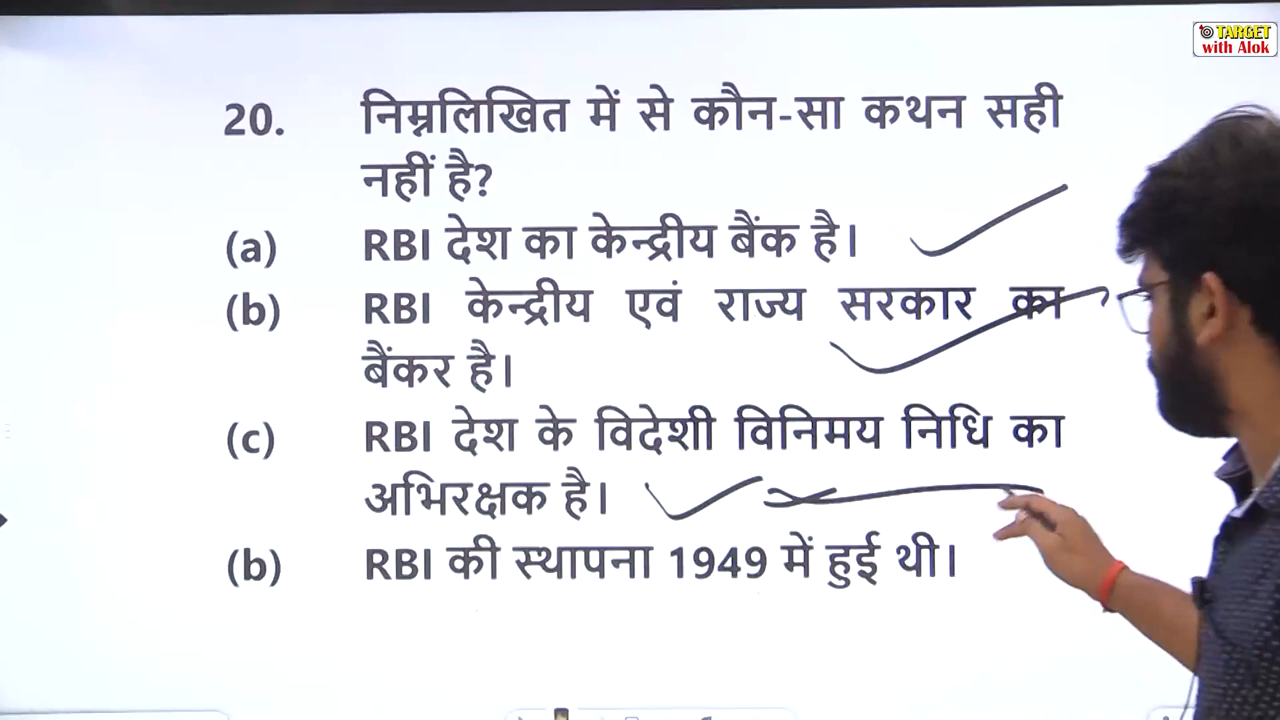 TARGET
with Alok
20. निम्नलिखित में से कौन-सा कथन सही
नहीं है?
(a) RBI देश का केन्द्रीय बैंक है।
(b) RBI केन्द्रीय एवं राज्य सरकार का
बैंकर है।
(c) RBI देश के विदेशी विनिमय निधि का
अभिरक्षक है।
(b) RBI की स्थापना 1949 में हुई थी।